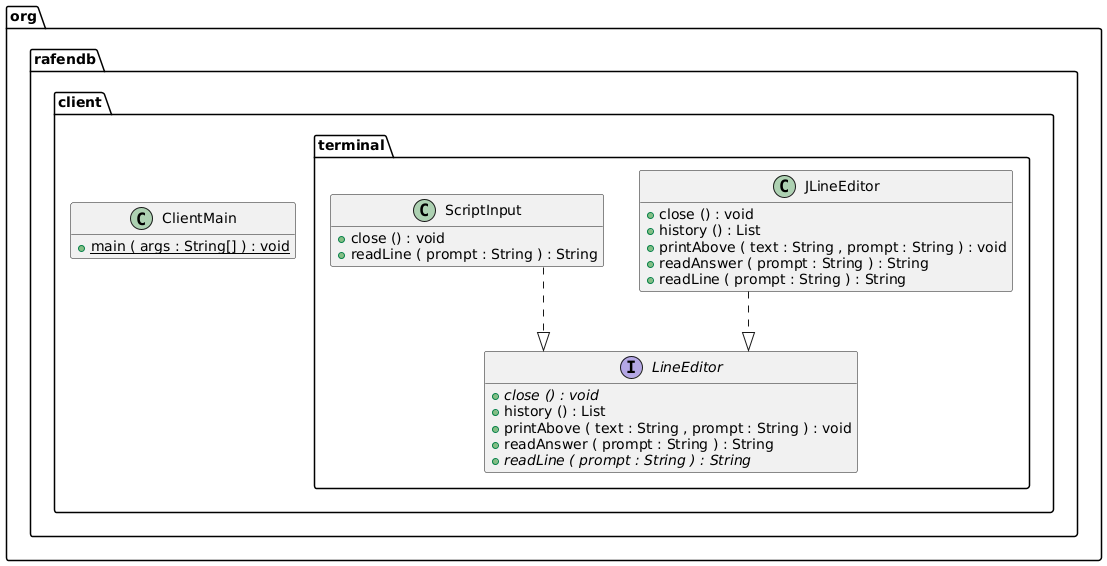 org
rafendb
client
terminal
C ClientMain
main ( args : String[] ) : void
C ScriptInput
close () : void
readLine ( prompt : String ) : String
C JLineEditor
close () : void
history () : List
printAbove ( text : String , prompt : String ) : void
readAnswer ( prompt : String ) : String
readLine ( prompt : String ) : String
I LineEditor
close () : void
history () : List
printAbove ( text : String , prompt : String ) : void
readAnswer ( prompt : String ) : String
readLine ( prompt : String ) : String